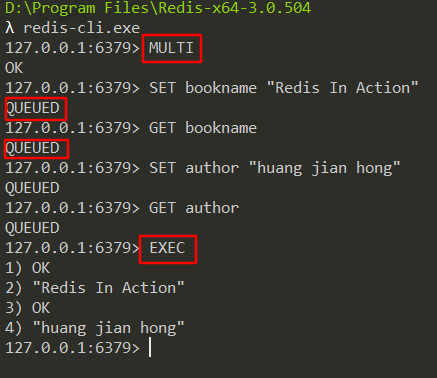 D:\Program Files\Redis-x64-3.0.504
λ redis-cli.exe
127.0.0.1:6379> MULTI
OK
127.0.0.1:6379> SET bookname "Redis In Action"
QUEUED
127.0.0.1:6379> GET bookname
QUEUED
127.0.0.1:6379> SET author "huang jian hong"
QUEUED
127.0.0.1:6379> GET author
QUEUED
127.0.0.1:6379> EXEC
1) OK
2) "Redis In Action"
3) OK
4) "huang jian hong"
127.0.0.1:6379>